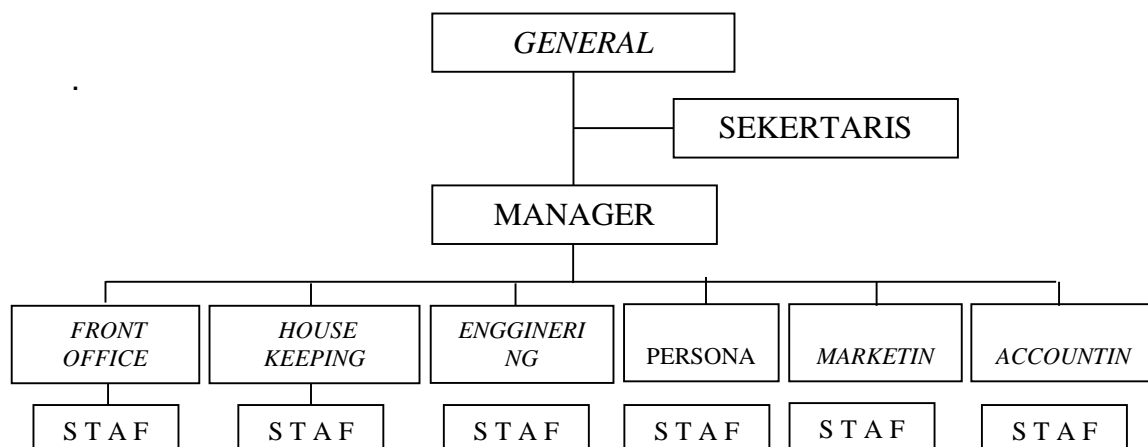 GENERAL
.
SEKERTARIS
MANAGER
FRONT
OFFICE
HOUSE
KEEPING
ENGGINERI
NG
PERSONA
MARKETIN
ACCOUNTIN
S T A F
S T A F
S T A F
S T A F
S T A F
S T A F